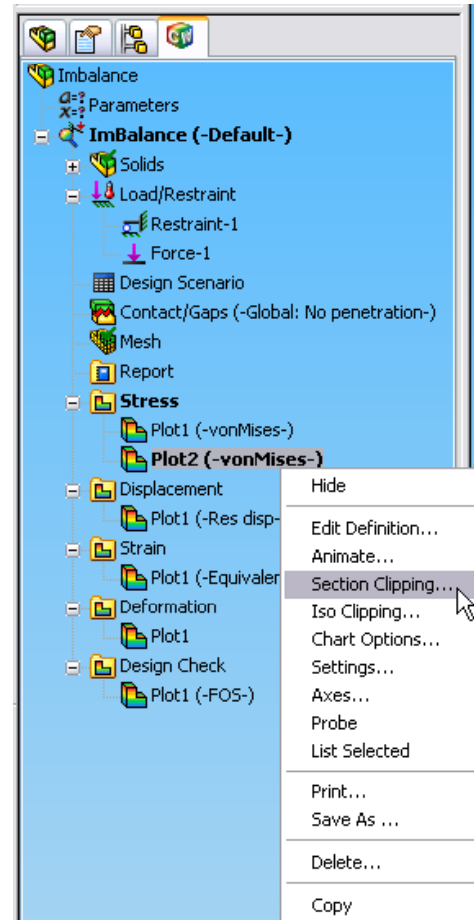 Imbalance
a=?
x=?
Parameters
ImBalance (-Default-)
Solids
Load/Restraint
Restraint-1
Force-1
Design Scenario
Contact/Gaps (-Global: No penetration-)
Mesh
Report
Stress
Plot1 (-vonMises-)
Plot2 (-vonMises-)
Displacement
Plot1 (-Res disp-
Strain
Plot1 (-Equivaler
Deformation
Plot1
Design Check
Plot1 (-FOS-)
Hide
Edit Definition...
Animate...
Section Clipping...
Iso Clipping...
Chart Options...
Settings...
Axes...
Probe
List Selected
Print...
Save As ...
Delete...
Copy